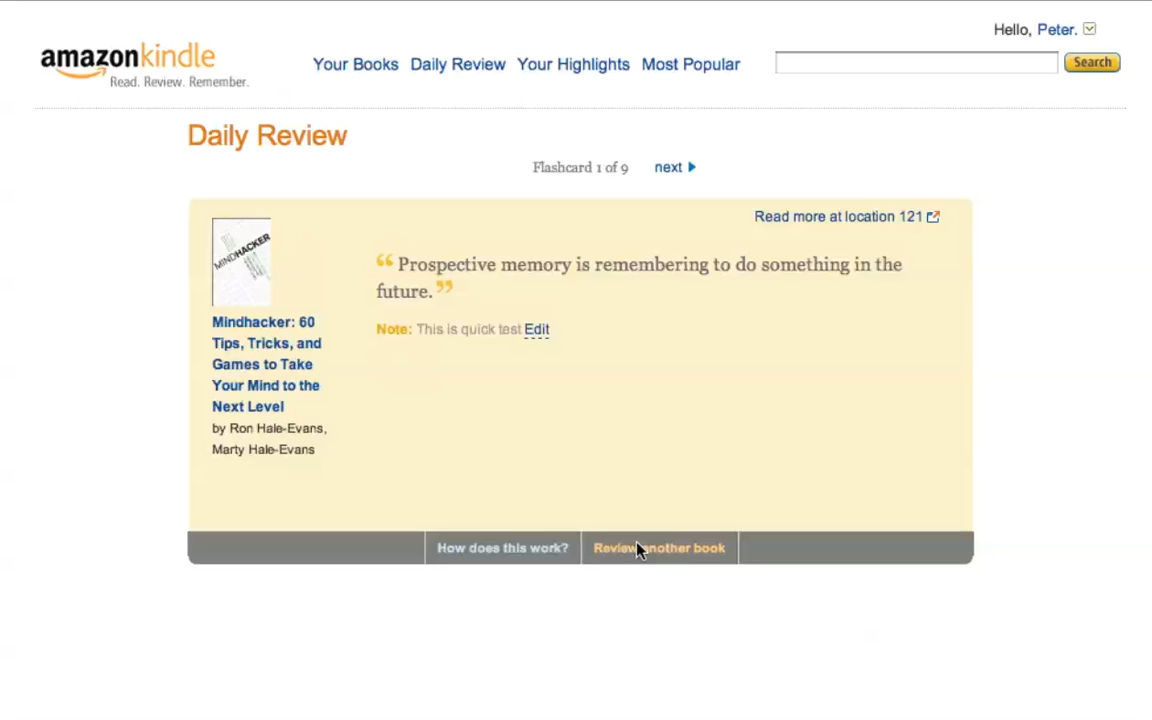 Hello, Peter.
amazonkindle
Read. Review. Remember.
Your Books Daily Review Your Highlights Most Popular
Search
Daily Review
Flashcard 1 of 9 next
Read more at location 121
MINDHACKER
“ Prospective memory is remembering to do something in the
future. ”
Note: This is quick test Edit
Mindhacker: 60
Tips, Tricks, and
Games to Take
Your Mind to the
Next Level
by Ron Hale-Evans,
Marty Hale-Evans
How does this work? Review another book